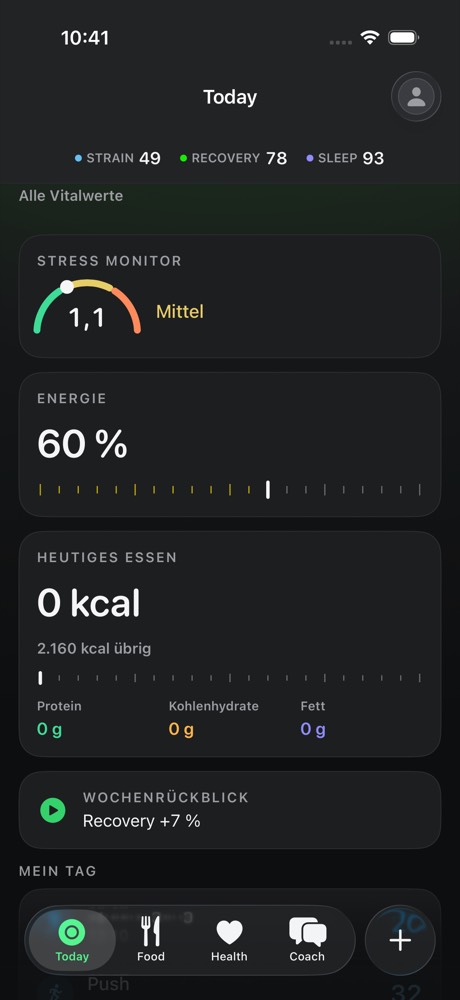 10:41
Today
STRAIN 49 RECOVERY 78 SLEEP 93
Alle Vitalwerte
STRESS MONITOR
1,1
Mittel
ENERGIE
60 %
HEUTIGES ESSEN
0 kcal
2.160 kcal übrig
Protein Kohlenhydrate Fett
0 g 0 g 0 g
WOCHENRÜCKBLICK
Recovery +7 %
MEIN TAG
Today Food Health Coach
Push
32